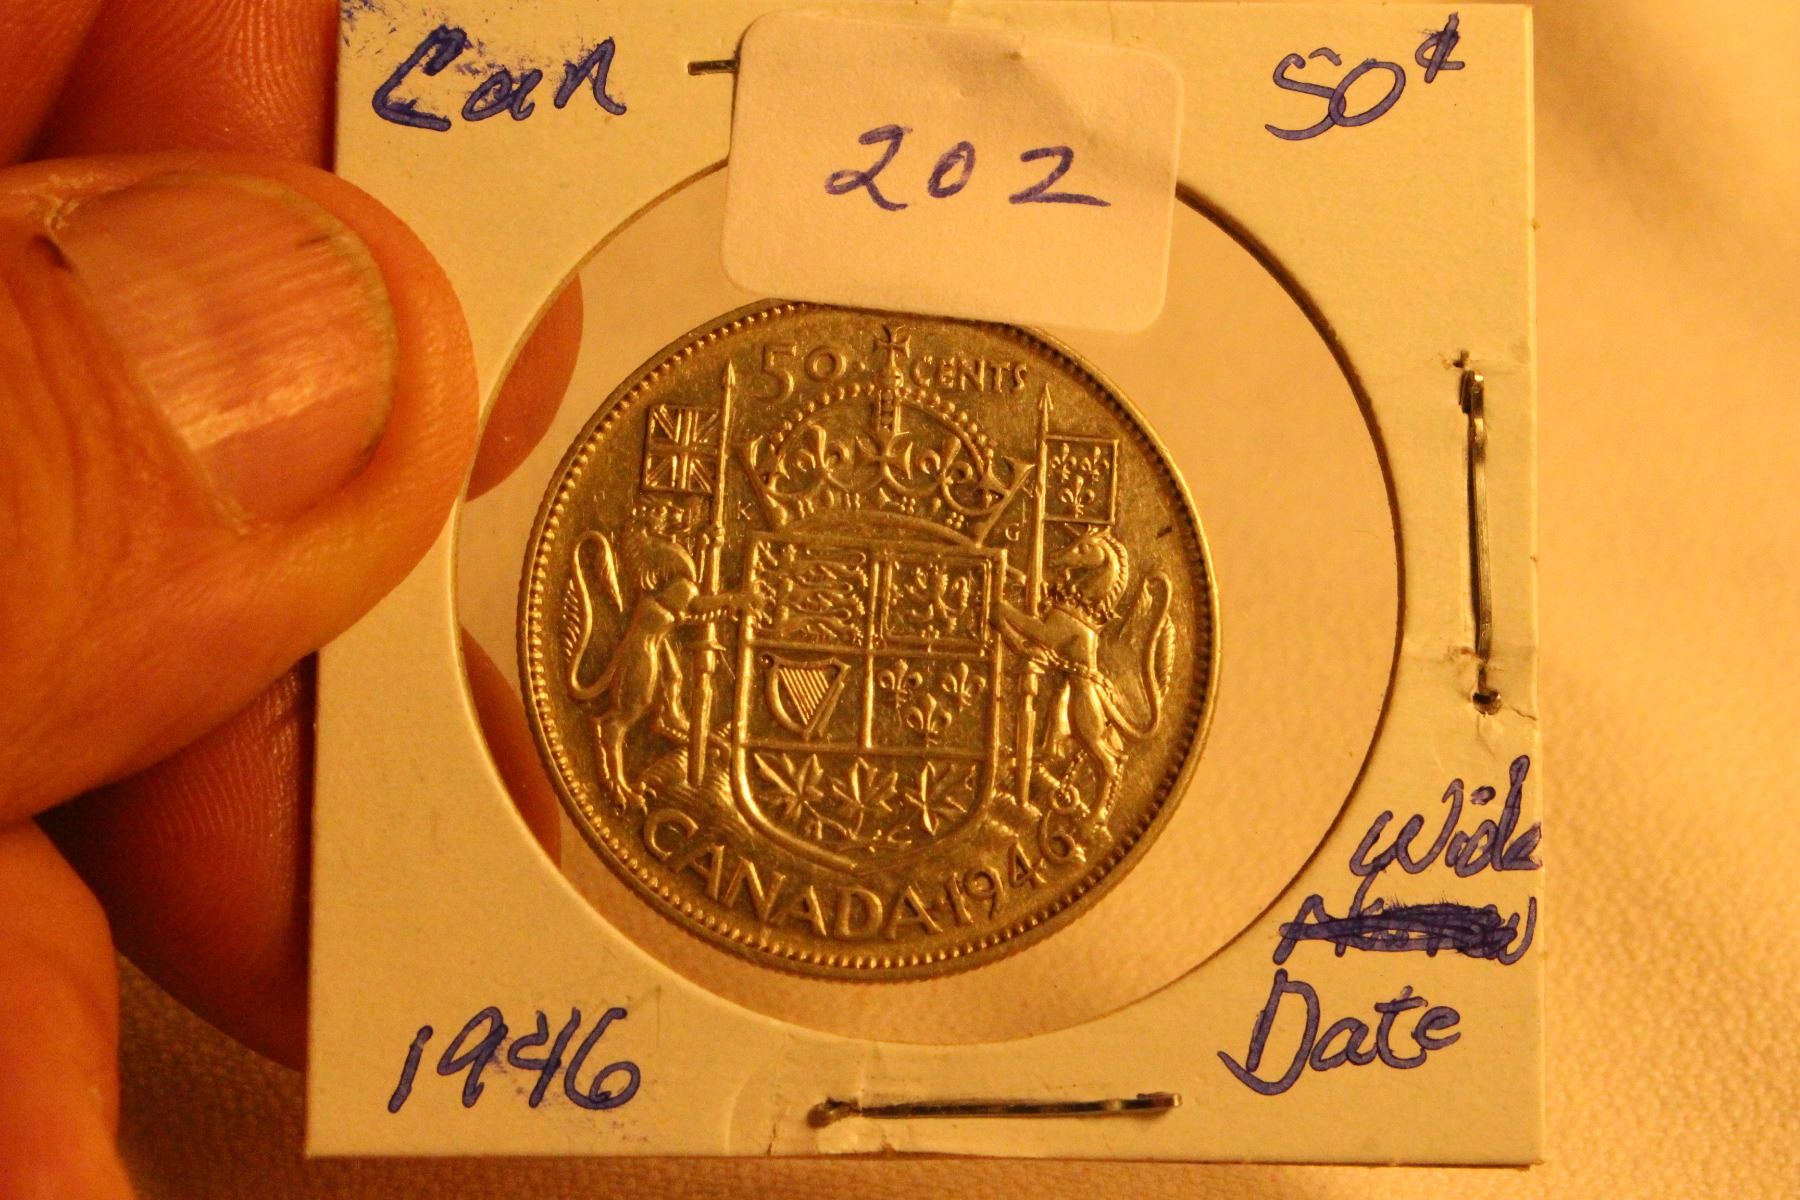 Can
50¢
202
50 CENTS
K G
CANADA·1946
Wide
Date
1946